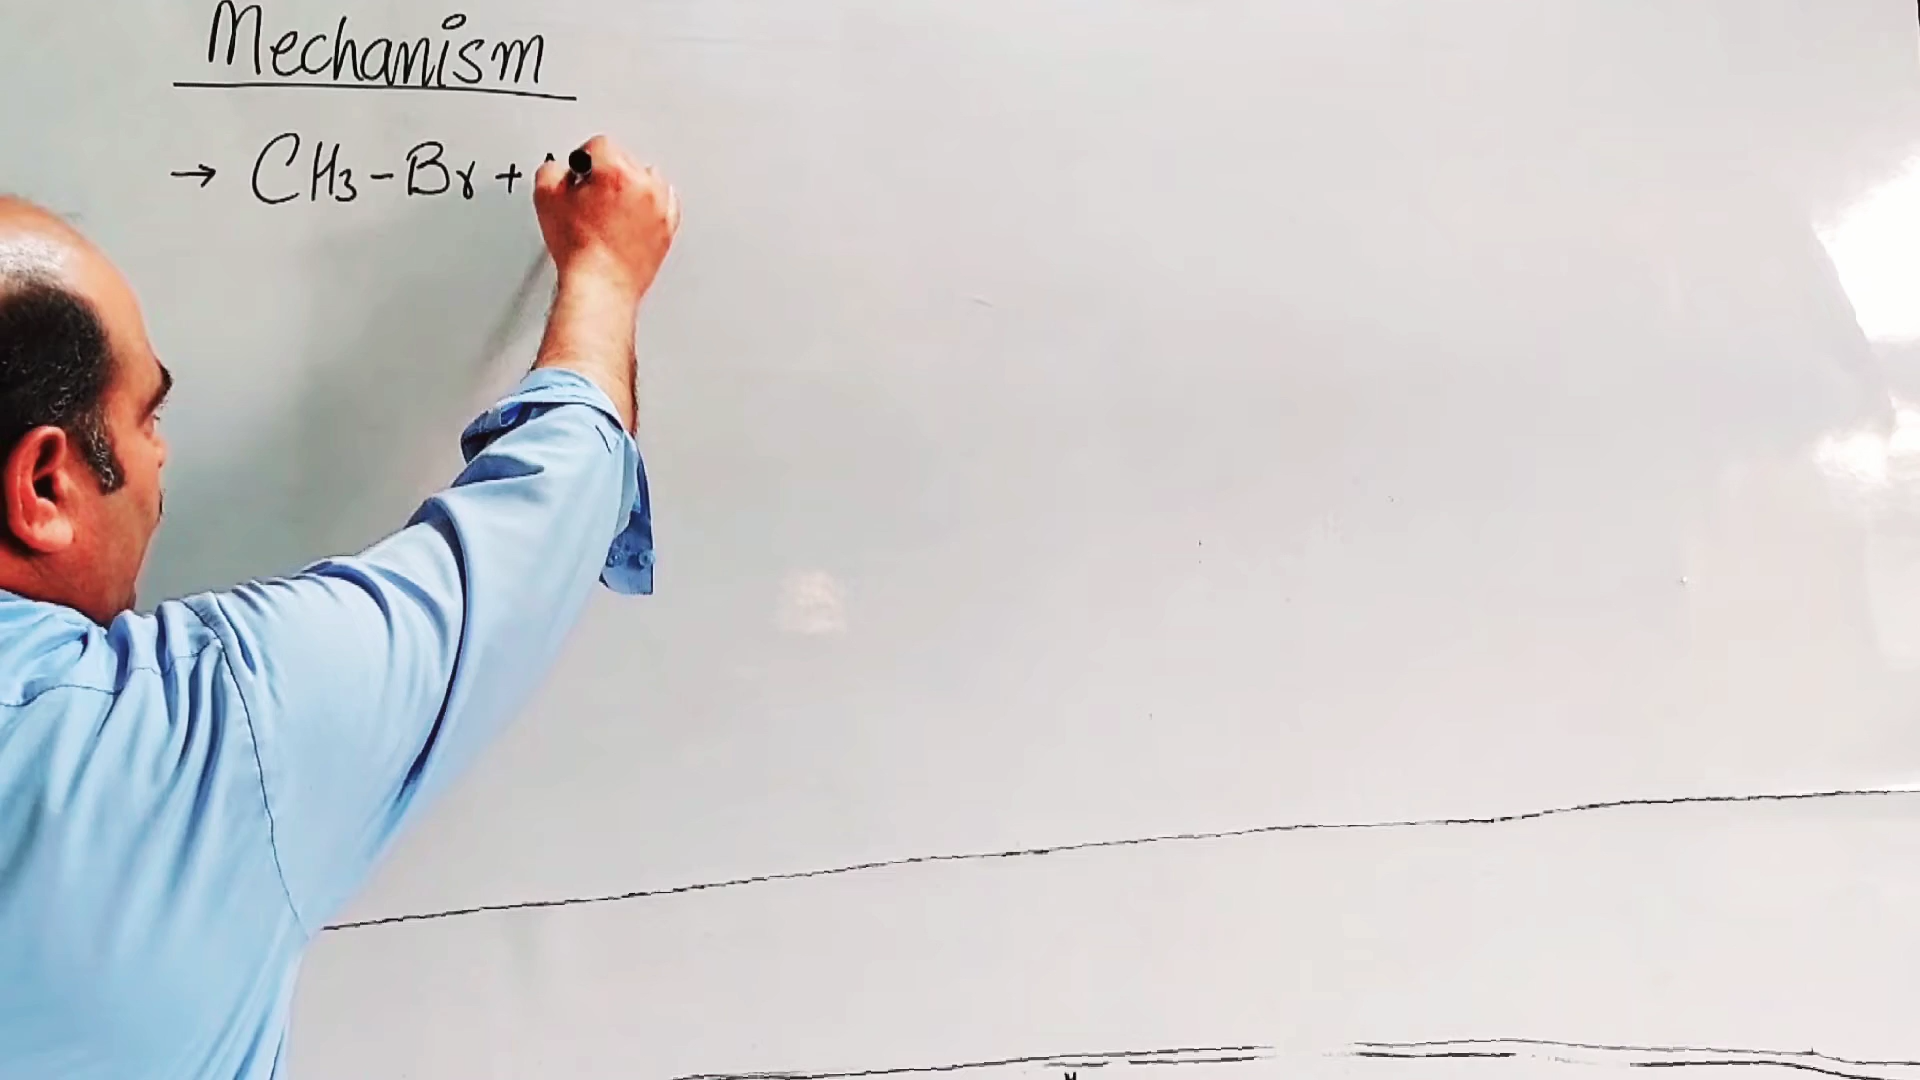 Mechanism
→ CH3-Br +